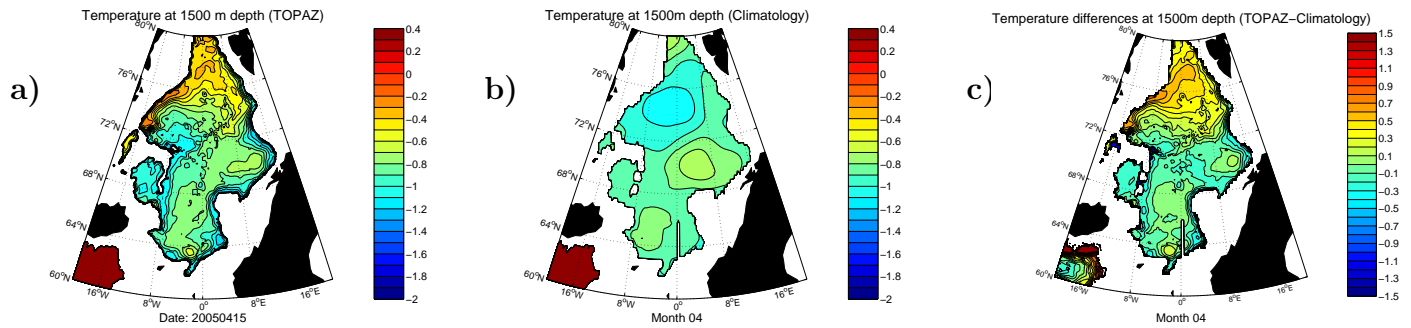 a)
Temperature at 1500 m depth (TOPAZ)
80°N
76°N
72°N
68°N
64°N
60°N
16°W
8°W
0°
8°E
16°E
Date: 20050415
0.4
0.2
0
−0.2
−0.4
−0.6
−0.8
−1
−1.2
−1.4
−1.6
−1.8
−2
b)
Temperature at 1500m depth (Climatology)
80°N
76°N
72°N
68°N
64°N
60°N
16°W
8°W
0°
8°E
16°E
Month 04
0.4
0.2
0
−0.2
−0.4
−0.6
−0.8
−1
−1.2
−1.4
−1.6
−1.8
−2
c)
Temperature differences at 1500m depth (TOPAZ−Climatology)
80°N
76°N
72°N
68°N
64°N
60°N
16°W
8°W
0°
8°E
16°E
Month 04
1.5
1.3
1.1
0.9
0.7
0.5
0.3
0.1
−0.1
−0.3
−0.5
−0.7
−0.9
−1.1
−1.3
−1.5